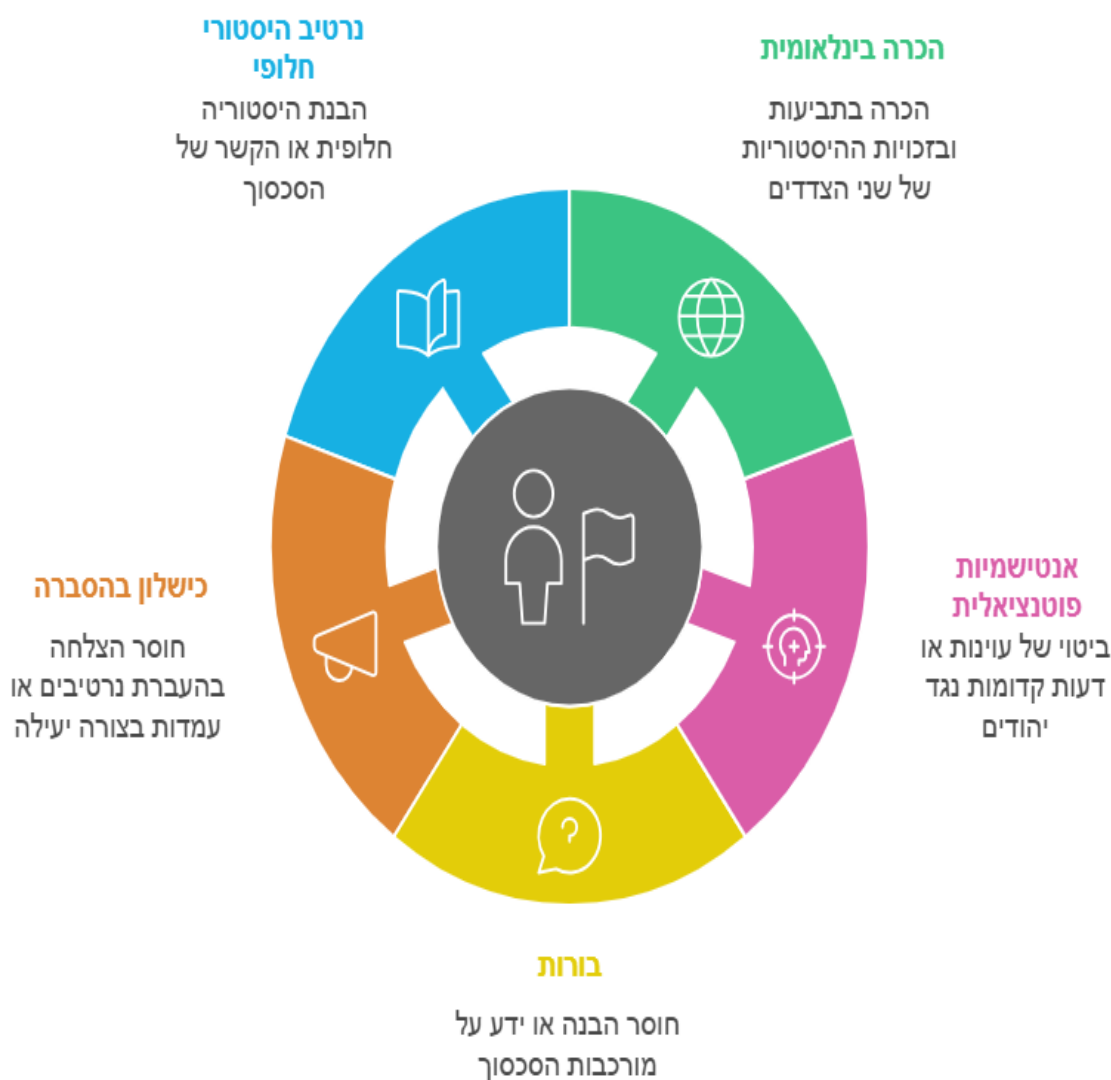 הכרה בינלאומית
הכרה בתביעות
ובזכויות ההיסטוריות
של שני הצדדים
אנטישמיות
פוטנציאלית
ביטוי של עוינות או
דעות קדומות נגד
יהודים
בורות
חוסר הבנה או ידע על
מורכבות הסכסוך
כישלון בהסברה
חוסר הצלחה
בהעברת נרטיבים או
עמדות בצורה יעילה
נרטיב היסטורי
חלופי
הבנת היסטוריה
חלופית או הקשר של
הסכסוך
?